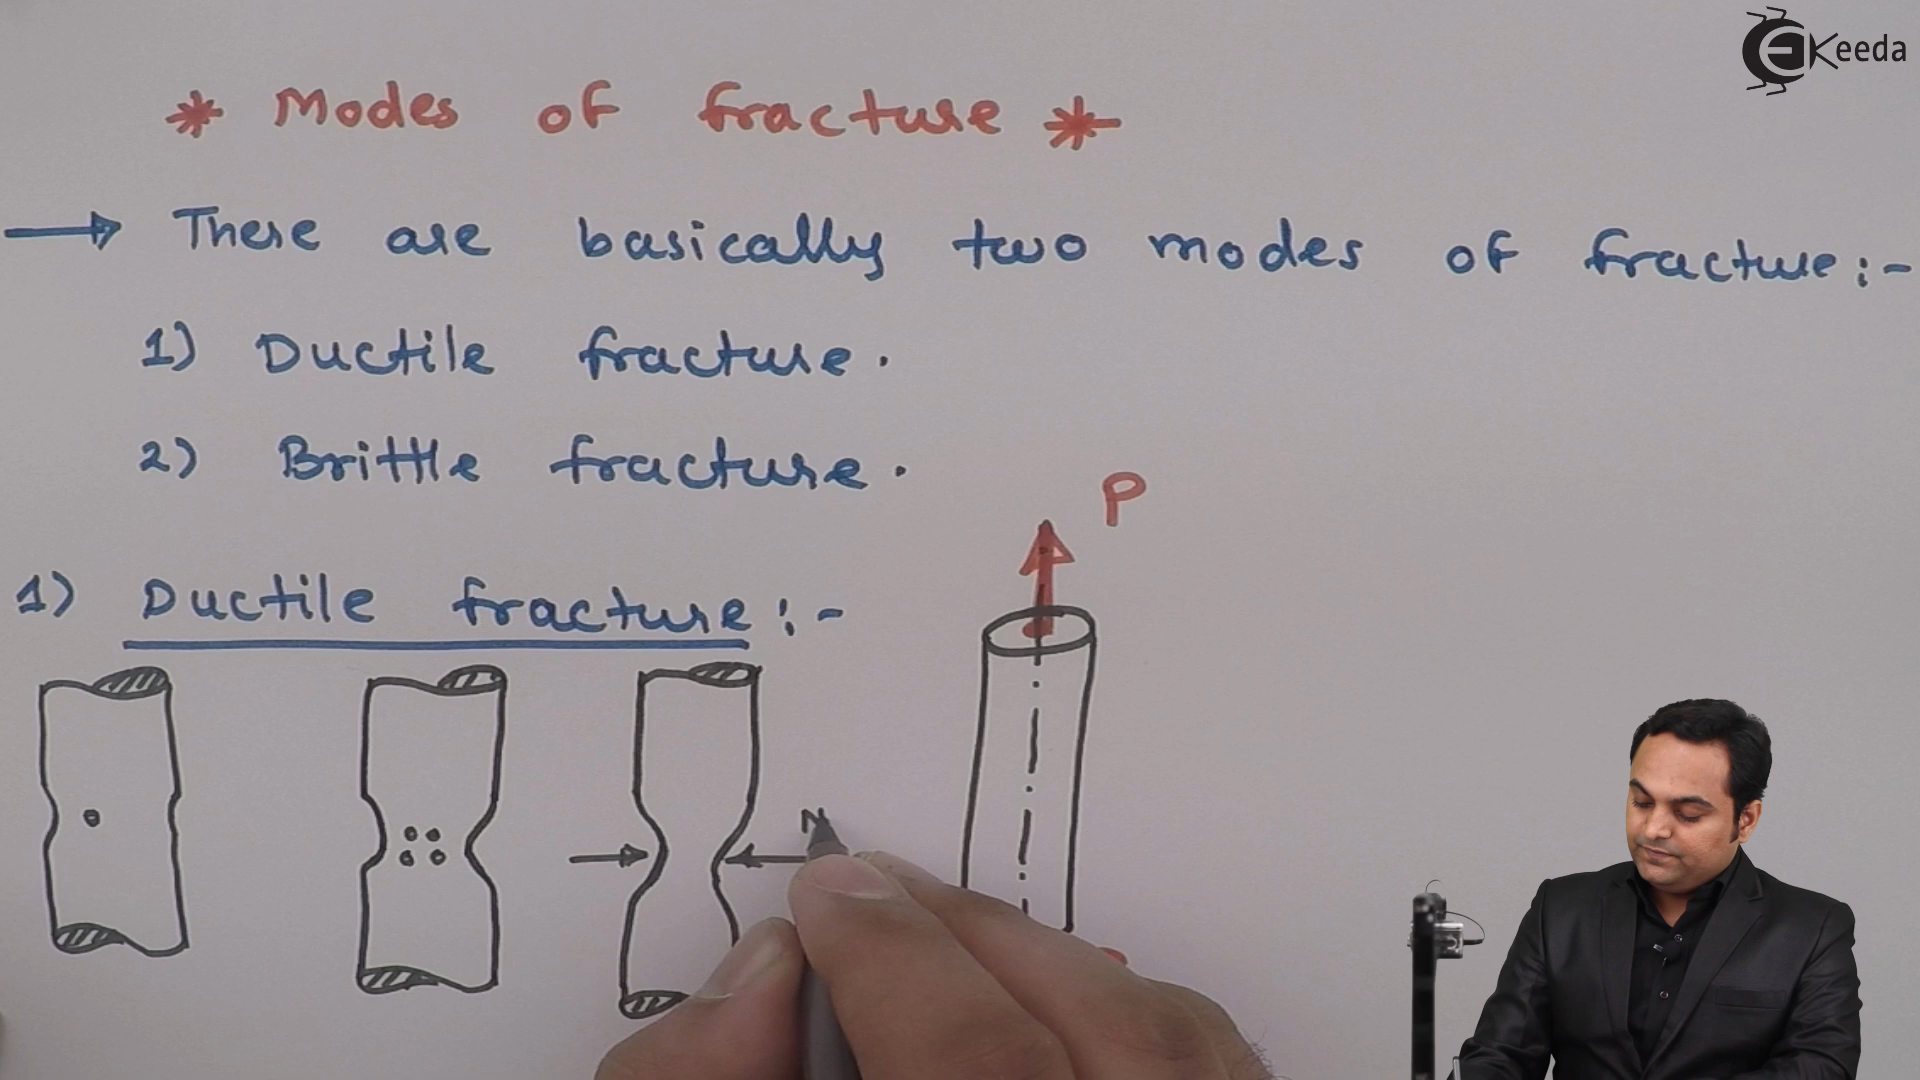 EKeeda
* Modes of fracture *
→ There are basically two modes of fracture:-
1) Ductile fracture.
2) Brittle fracture.
P
1) Ductile fracture:-
N